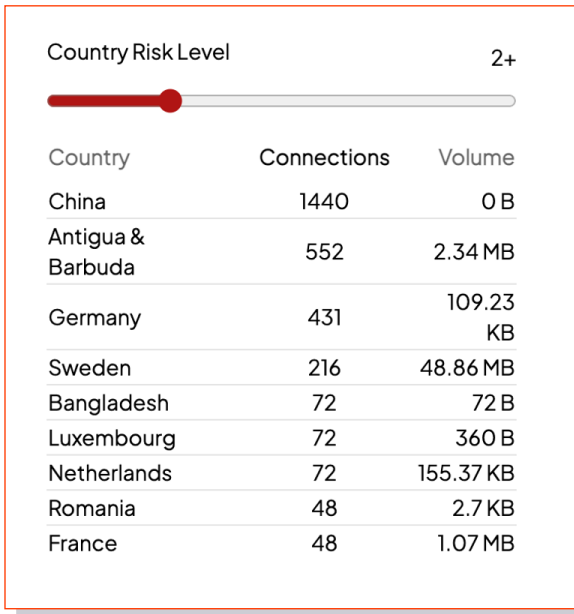 Country Risk Level 2+
Country Connections Volume
China 1440 0 B
Antigua &
Barbuda 552 2.34 MB
Germany 431 109.23
KB
Sweden 216 48.86 MB
Bangladesh 72 72 B
Luxembourg 72 360 B
Netherlands 72 155.37 KB
Romania 48 2.7 KB
France 48 1.07 MB